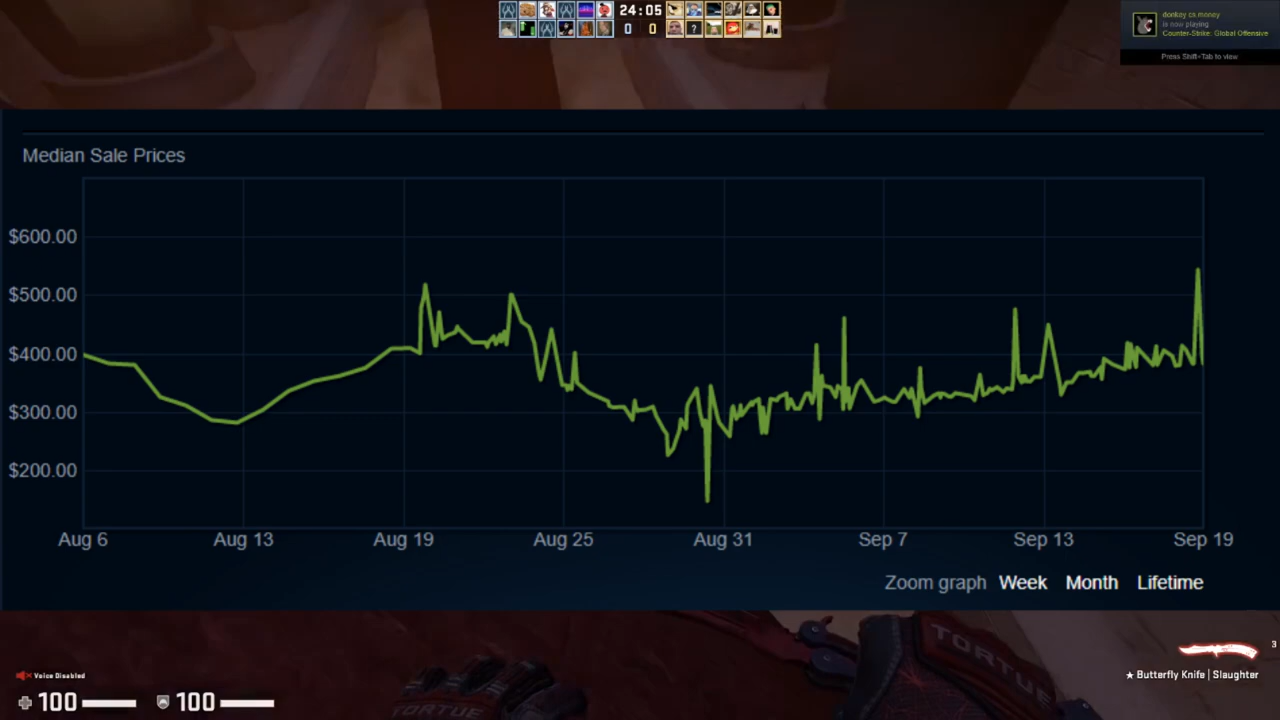 24:05
0 0
?
donkey cs.money
is now playing
Counter-Strike: Global Offensive
Press Shift+Tab to view
Median Sale Prices
$600.00
$500.00
$400.00
$300.00
$200.00
Aug 6 Aug 13 Aug 19 Aug 25 Aug 31 Sep 7 Sep 13 Sep 19
Zoom graph Week Month Lifetime
TORTUE
TORTUE
3
Voice Disabled
★ Butterfly Knife | Slaughter
100 100